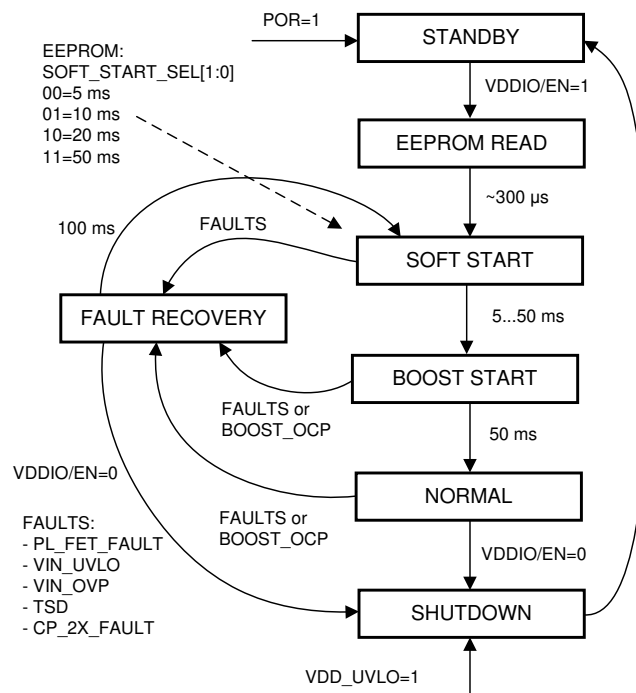 POR=1
STANDBY
EEPROM:
SOFT_START_SEL[1:0]
00=5 ms
01=10 ms
10=20 ms
11=50 ms
VDDIO/EN=1
EEPROM READ
~300 µs
100 ms
FAULTS
SOFT START
5...50 ms
FAULT RECOVERY
BOOST START
FAULTS or
BOOST_OCP
50 ms
VDDIO/EN=0
NORMAL
FAULTS or
BOOST_OCP
FAULTS:
- PL_FET_FAULT
- VIN_UVLO
- VIN_OVP
- TSD
- CP_2X_FAULT
VDDIO/EN=0
SHUTDOWN
VDD_UVLO=1